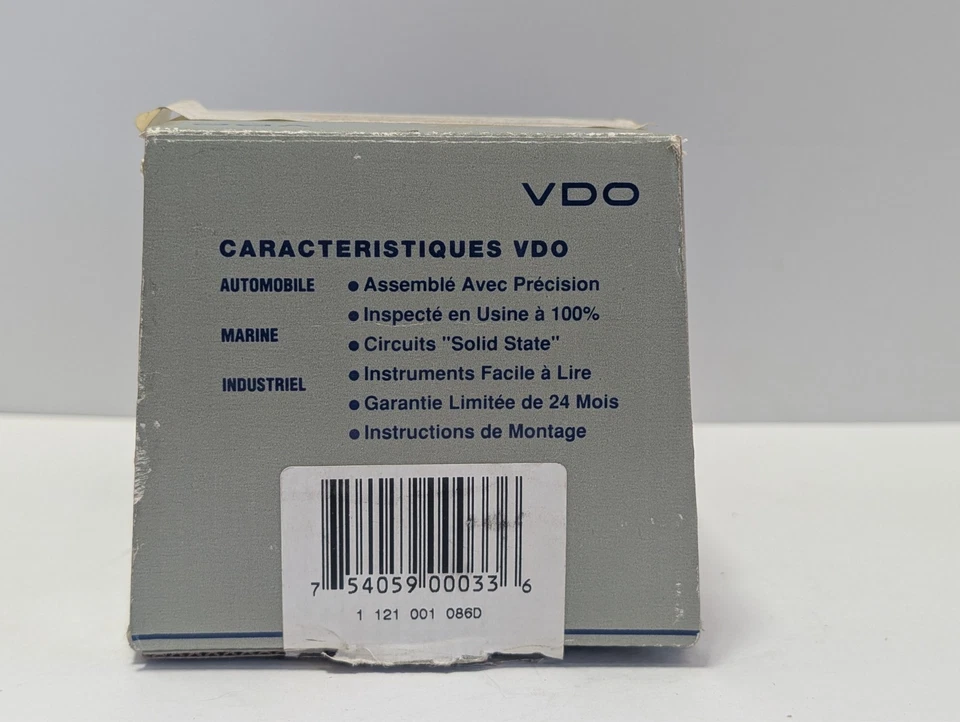 VDO
CARACTERISTIQUES VDO
AUTOMOBILE
MARINE
INDUSTRIEL
● Assemblé Avec Précision
● Inspecté en Usine à 100%
● Circuits "Solid State"
● Instruments Facile à Lire
● Garantie Limitée de 24 Mois
● Instructions de Montage
7 54059 00033 6
1 121 001 086D